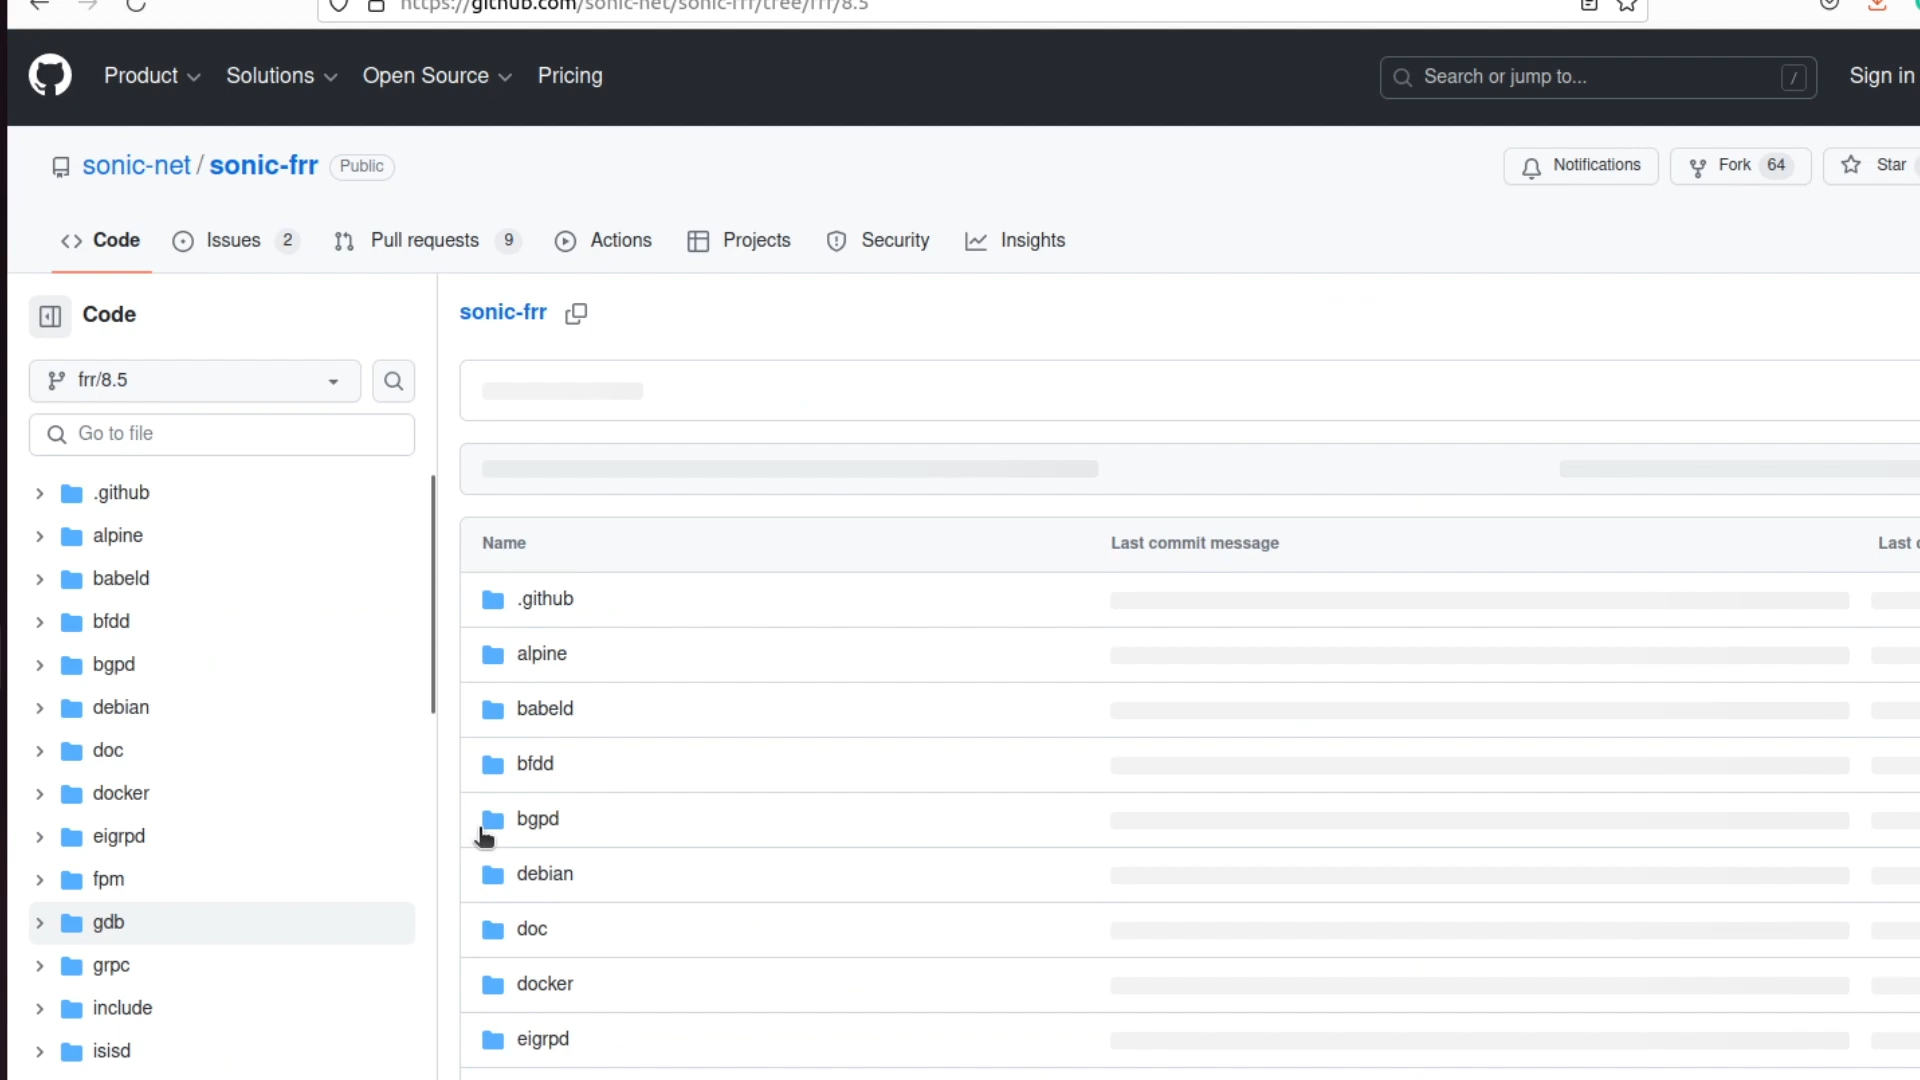 https://github.com/sonic-net/sonic-frr/tree/frr/8.5
Product
Solutions
Open Source
Pricing
Search or jump to...
/
Sign in
sonic-net / sonic-frr
Public
Notifications
Fork 64
Star
Code
Issues 2
Pull requests 9
Actions
Projects
Security
Insights
Code
frr/8.5
Go to file
.github
alpine
babeld
bfdd
bgpd
debian
doc
docker
eigrpd
fpm
gdb
grpc
include
isisd
sonic-frr
Name
Last commit message
Last
.github
alpine
babeld
bfdd
bgpd
debian
doc
docker
eigrpd